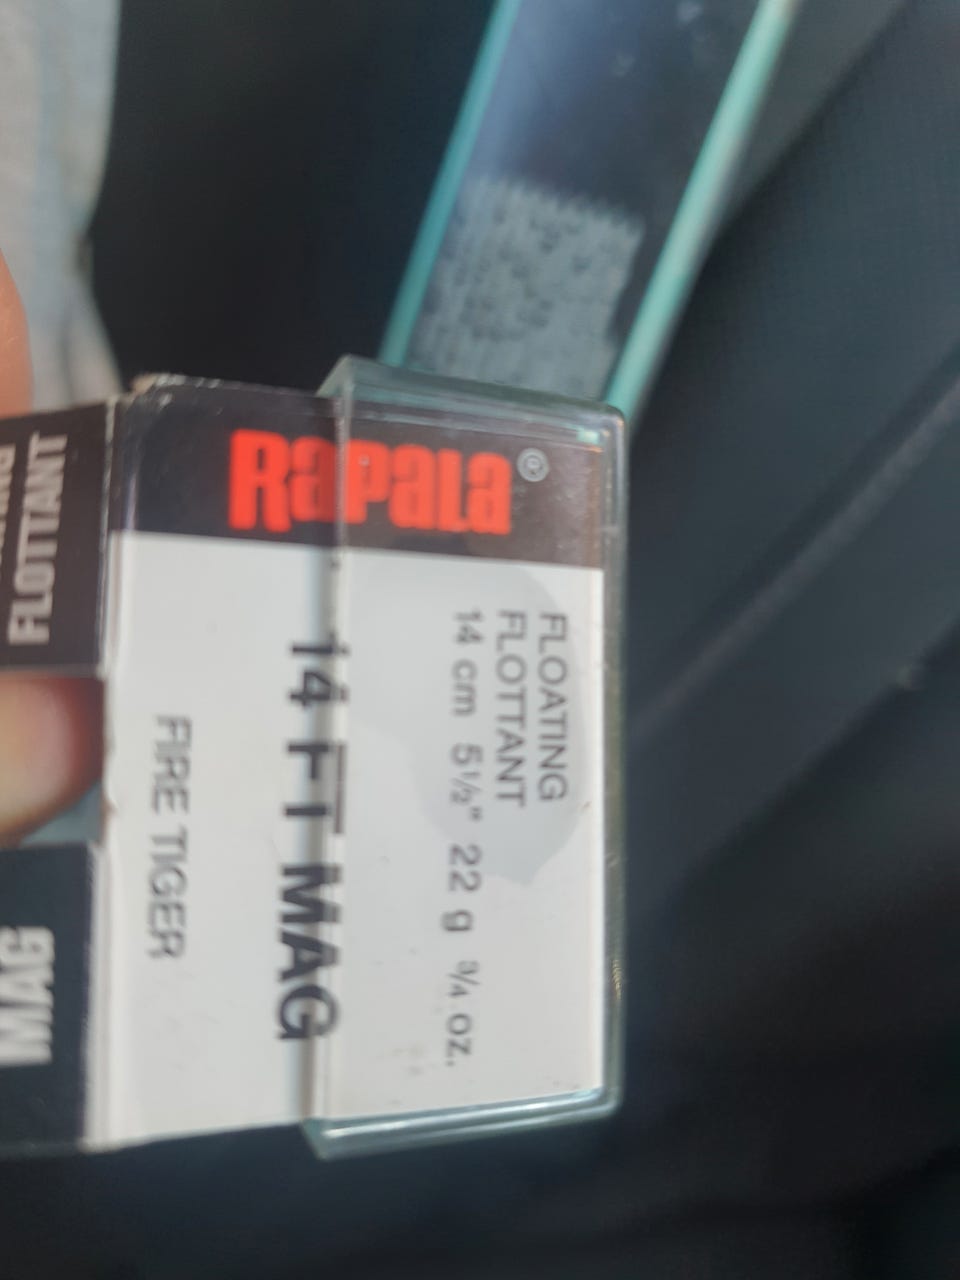 Rapala®
FLOATING
FLOTTANT
14 cm 5½" 22 g ¾ oz.
14 FT MAG
FIRE TIGER
FLOTTANT
MAG